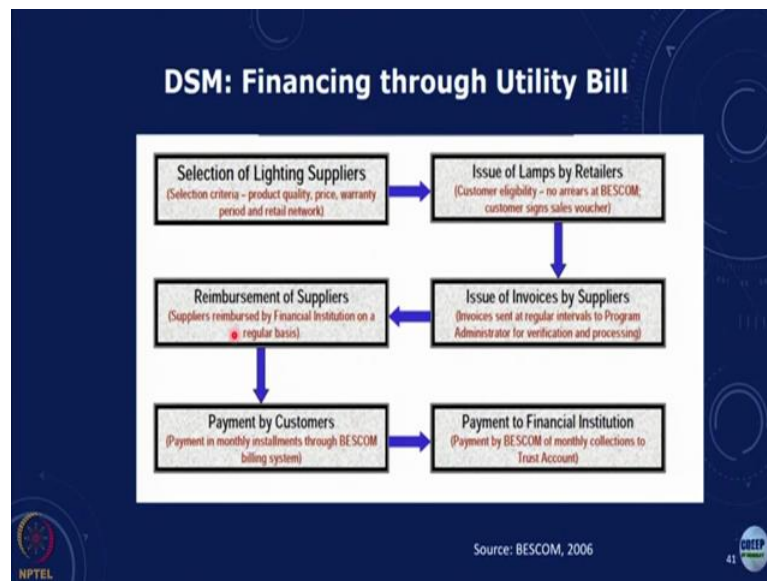 DSM: Financing through Utility Bill
Selection of Lighting Suppliers
(Selection criteria – product quality, price, warranty
period and retail network)
Issue of Lamps by Retailers
(Customer eligibility – no arrears at BESCOM;
customer signs sales voucher)
Reimbursement of Suppliers
(Suppliers reimbursed by Financial Institution on a
regular basis)
Issue of Invoices by Suppliers
(Invoices sent at regular intervals to Program
Administrator for verification and processing)
Payment by Customers
(Payment in monthly installments through BESCOM
billing system)
Payment to Financial Institution
(Payment by BESCOM of monthly collections to
Trust Account)
Source: BESCOM, 2006
41
NPTEL